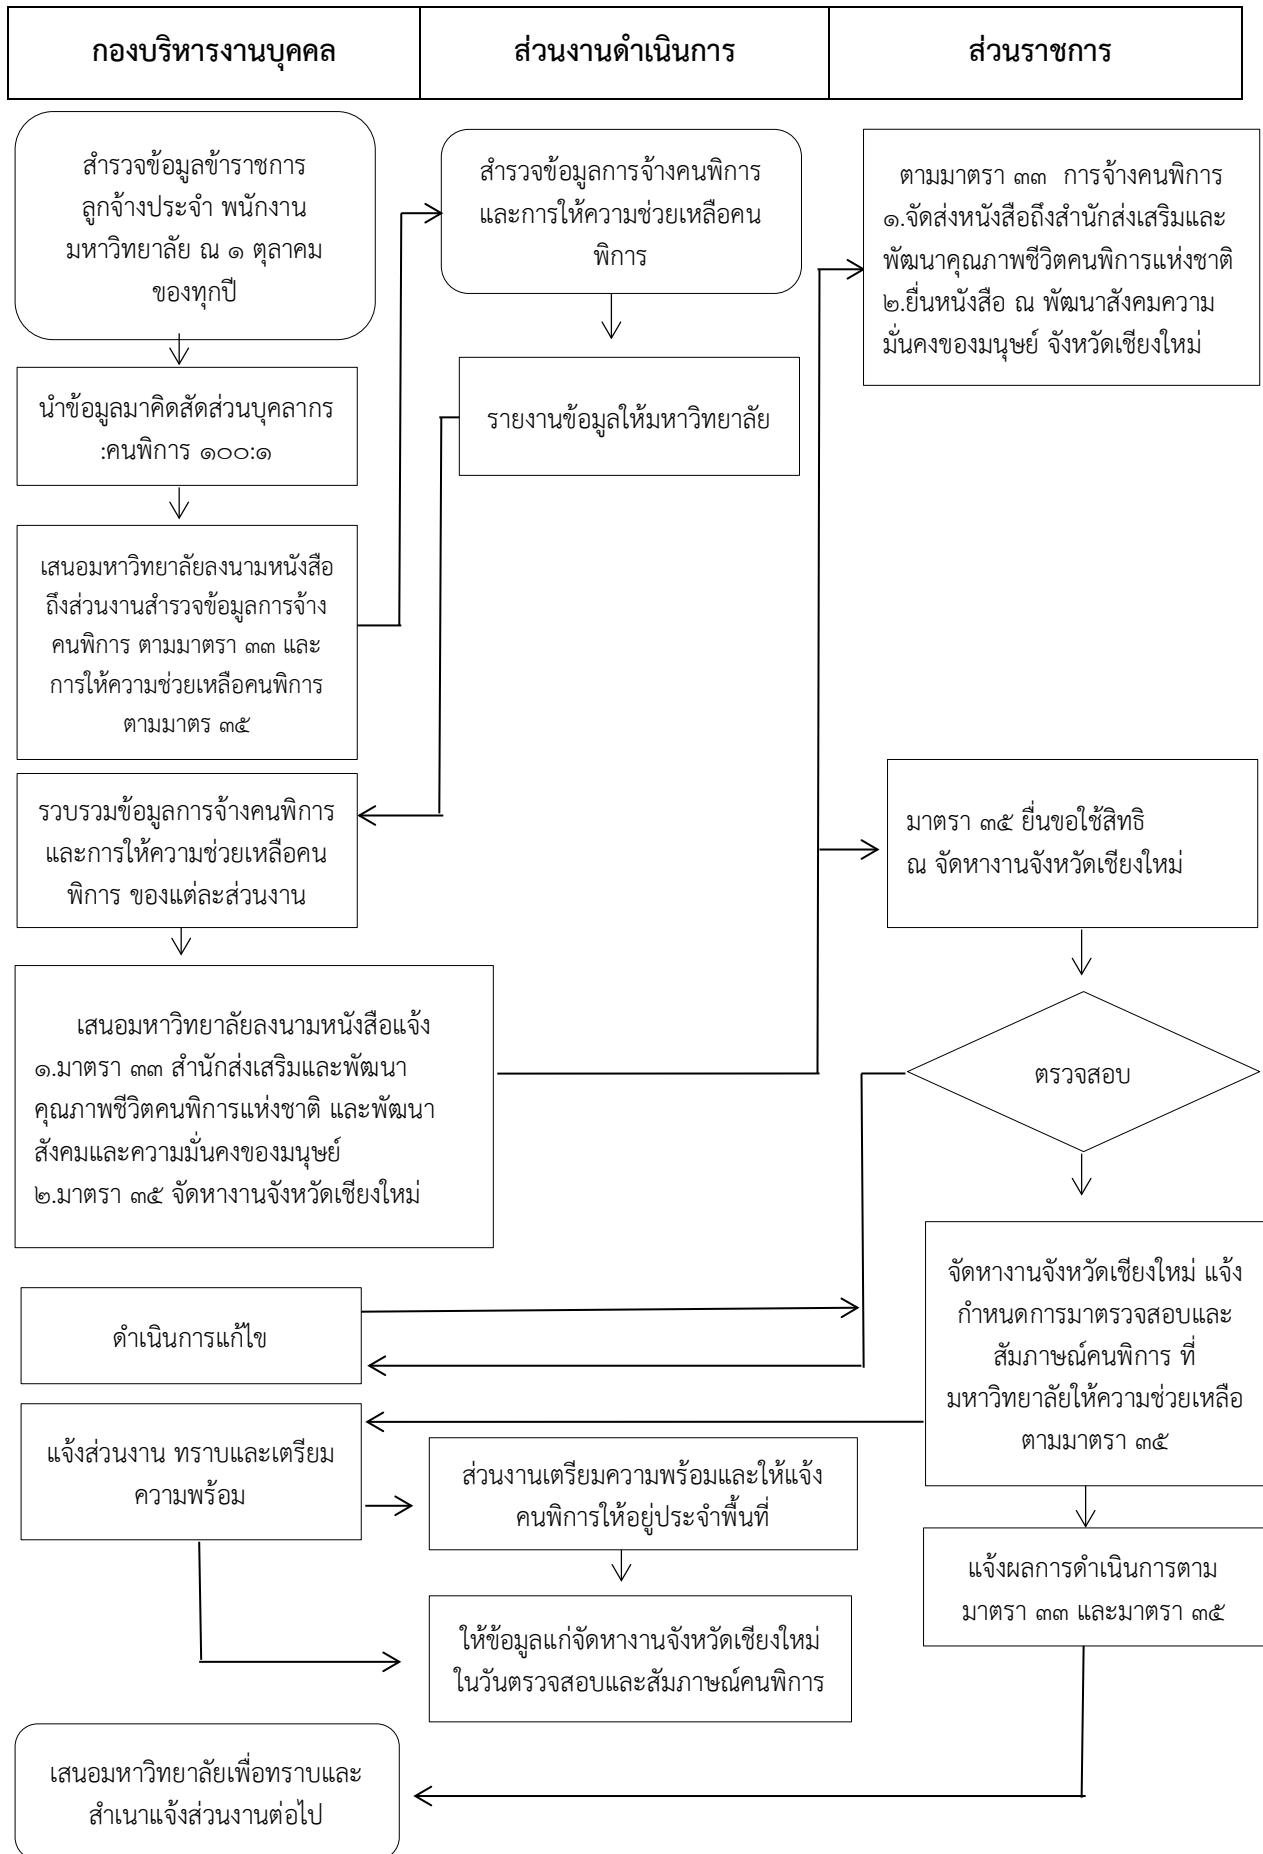 กองบริหารงานบุคคล
ส่วนงานดำเนินการ
ส่วนราชการ
สำรวจข้อมูลข้าราชการ
ลูกจ้างประจำ พนักงาน
มหาวิทยาลัย ณ ๑ ตุลาคม
ของทุกปี
สำรวจข้อมูลการจ้างคนพิการ
และการให้ความช่วยเหลือคน
พิการ
ตามมาตรา ๓๓ การจ้างคนพิการ
๑.จัดส่งหนังสือถึงสำนักส่งเสริมและ
พัฒนาคุณภาพชีวิตคนพิการแห่งชาติ
๒.ยื่นหนังสือ ณ พัฒนาสังคมความ
มั่นคงของมนุษย์ จังหวัดเชียงใหม่
นำข้อมูลมาคิดสัดส่วนบุคลากร
:คนพิการ ๑๐๐:๑
รายงานข้อมูลให้มหาวิทยาลัย
เสนอมหาวิทยาลัยลงนามหนังสือ
ถึงส่วนงานสำรวจข้อมูลการจ้าง
คนพิการ ตามมาตรา ๓๓ และ
การให้ความช่วยเหลือคนพิการ
ตามมาตร ๓๕
รวบรวมข้อมูลการจ้างคนพิการ
และการให้ความช่วยเหลือคน
พิการ ของแต่ละส่วนงาน
มาตรา ๓๕ ยื่นขอใช้สิทธิ
ณ จัดหางานจังหวัดเชียงใหม่
เสนอมหาวิทยาลัยลงนามหนังสือแจ้ง
๑.มาตรา ๓๓ สำนักส่งเสริมและพัฒนา
คุณภาพชีวิตคนพิการแห่งชาติ และพัฒนา
สังคมและความมั่นคงของมนุษย์
๒.มาตรา ๓๕ จัดหางานจังหวัดเชียงใหม่
ตรวจสอบ
จัดหางานจังหวัดเชียงใหม่ แจ้ง
กำหนดการมาตรวจสอบและ
สัมภาษณ์คนพิการ ที่
มหาวิทยาลัยให้ความช่วยเหลือ
ตามมาตรา ๓๕
ดำเนินการแก้ไข
แจ้งส่วนงาน ทราบและเตรียม
ความพร้อม
ส่วนงานเตรียมความพร้อมและให้แจ้ง
คนพิการให้อยู่ประจำพื้นที่
แจ้งผลการดำเนินการตาม
มาตรา ๓๓ และมาตรา ๓๕
ให้ข้อมูลแก่จัดหางานจังหวัดเชียงใหม่
ในวันตรวจสอบและสัมภาษณ์คนพิการ
เสนอมหาวิทยาลัยเพื่อทราบและ
สำเนาแจ้งส่วนงานต่อไป